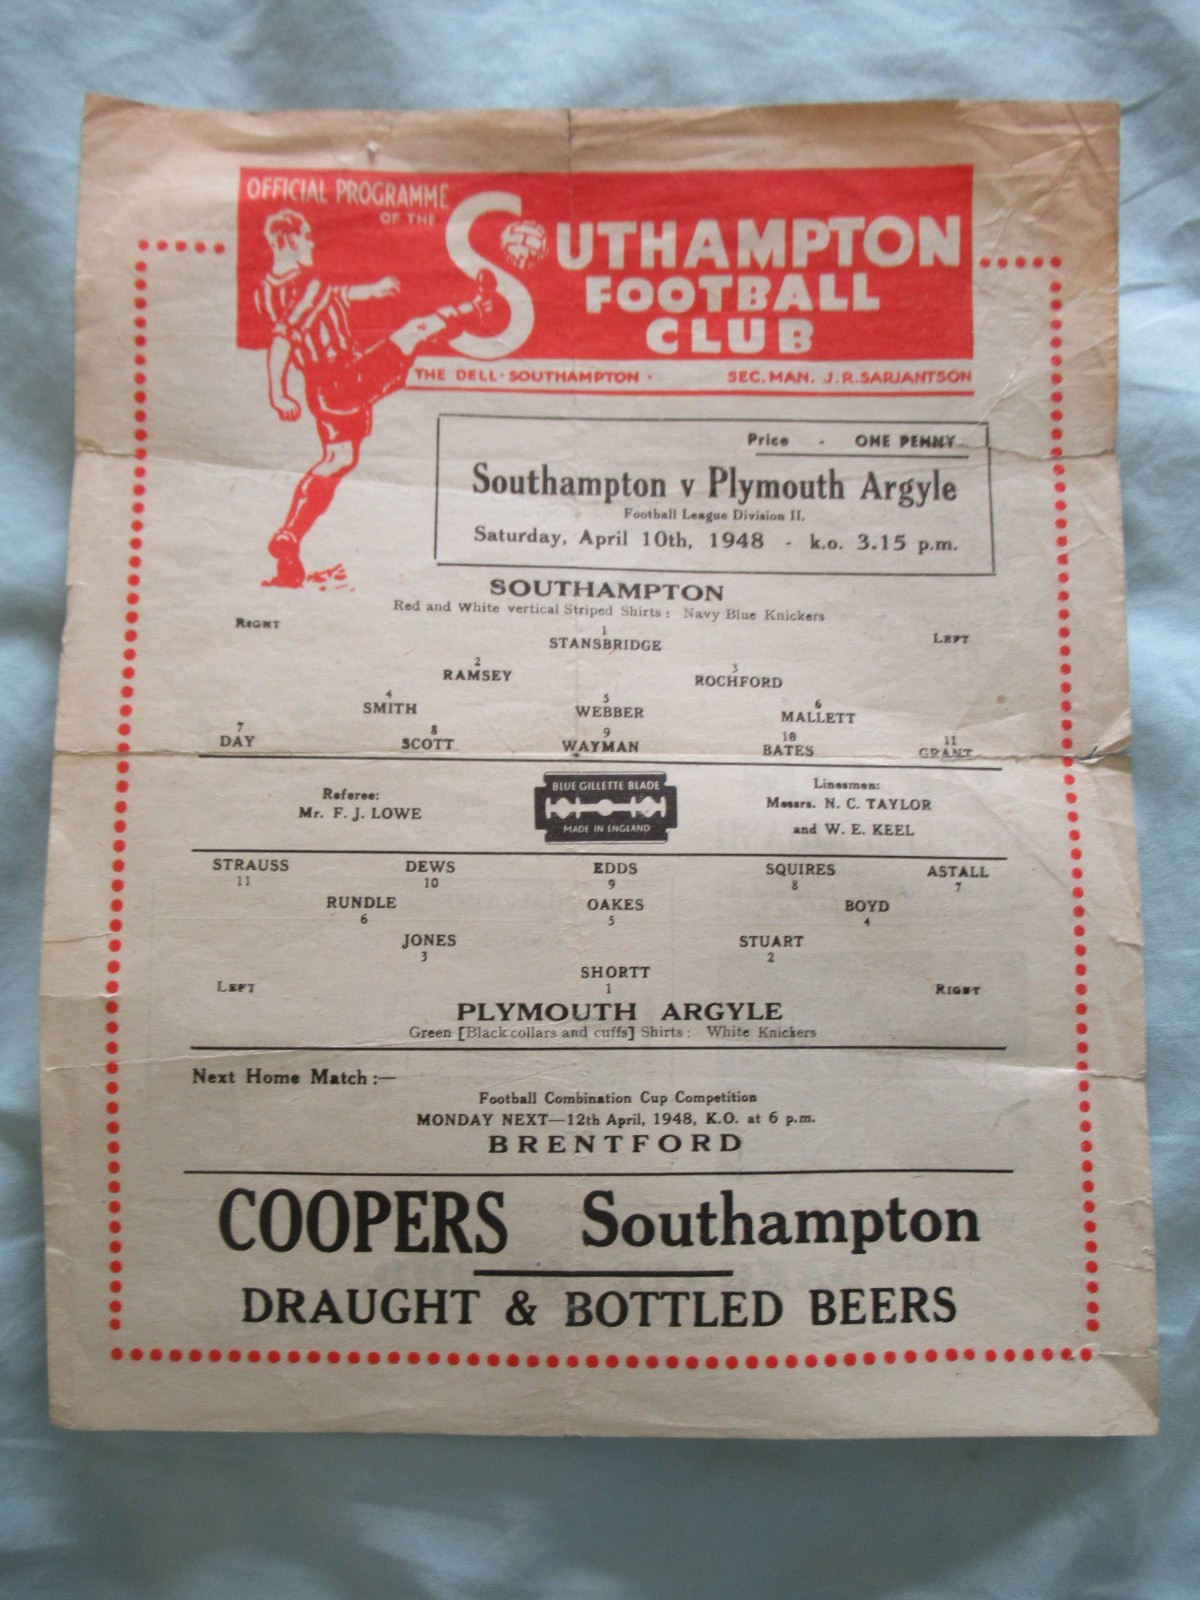 OFFICIAL PROGRAMME
OF THE
SOUTHAMPTON
FOOTBALL
CLUB
THE DELL · SOUTHAMPTON · SEC. MAN. J. R. SARJANTSON
Price - ONE PENNY
Southampton v Plymouth Argyle
Football League Division II.
Saturday, April 10th, 1948 - k.o. 3.15 p.m.
SOUTHAMPTON
Red and White vertical Striped Shirts: Navy Blue Knickers
RIGHT
LEFT
1
STANSBRIDGE
2 3
RAMSEY ROCHFORD
4 5 6
SMITH WEBBER MALLETT
7 8 9 10 11
DAY SCOTT WAYMAN BATES GRANT
Referee:
Mr. F. J. LOWE
BLUE GILLETTE BLADE
MADE IN ENGLAND
Linesmen:
Messrs. N. C. TAYLOR
and W. E. KEEL
STRAUSS DEWS EDDS SQUIRES ASTALL
11 10 9 8 7
RUNDLE OAKES BOYD
6 5 4
JONES STUART
3 2
SHORTT
1
LEFT
RIGHT
PLYMOUTH ARGYLE
Green [Black collars and cuffs] Shirts; White Knickers
Next Home Match :—
Football Combination Cup Competition
MONDAY NEXT—12th April, 1948, K.O. at 6 p.m.
BRENTFORD
COOPERS Southampton
DRAUGHT & BOTTLED BEERS